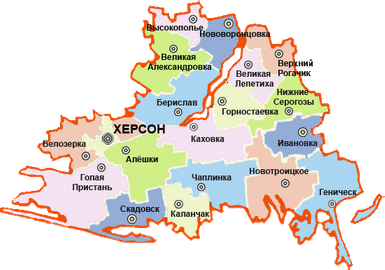 Высокополье
Нововоронцовка
Великая
Александровка
Верхний
Рогачик
Великая
Лепетиха
Нижние
Серогозы
Берислав
Горностаевка
ХЕРСОН
Белозерка
Каховка
Ивановка
Алёшки
Голая
Пристань
Чаплинка
Новотроицкое
Геническ
Скадовск
Каланчак